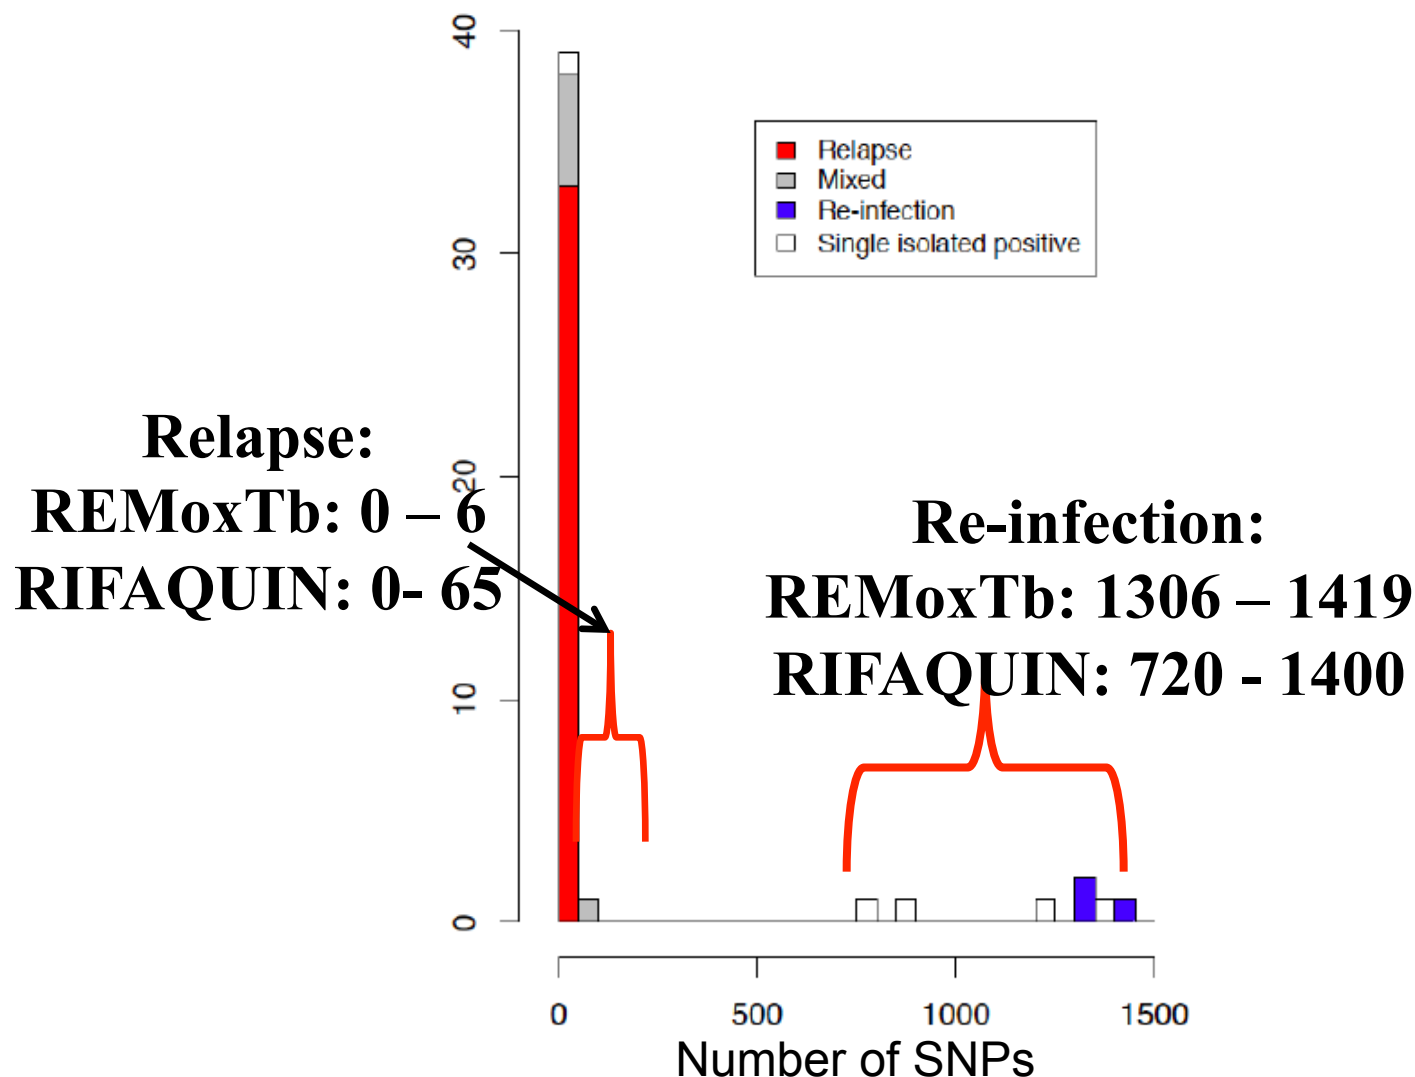 40
30
20
10
0
Relapse
Mixed
Re-infection
Single isolated positive
Relapse:
REMoxTb: 0 – 6
RIFAQUIN: 0- 65
Re-infection:
REMoxTb: 1306 – 1419
RIFAQUIN: 720 - 1400
0 500 1000 1500
Number of SNPs